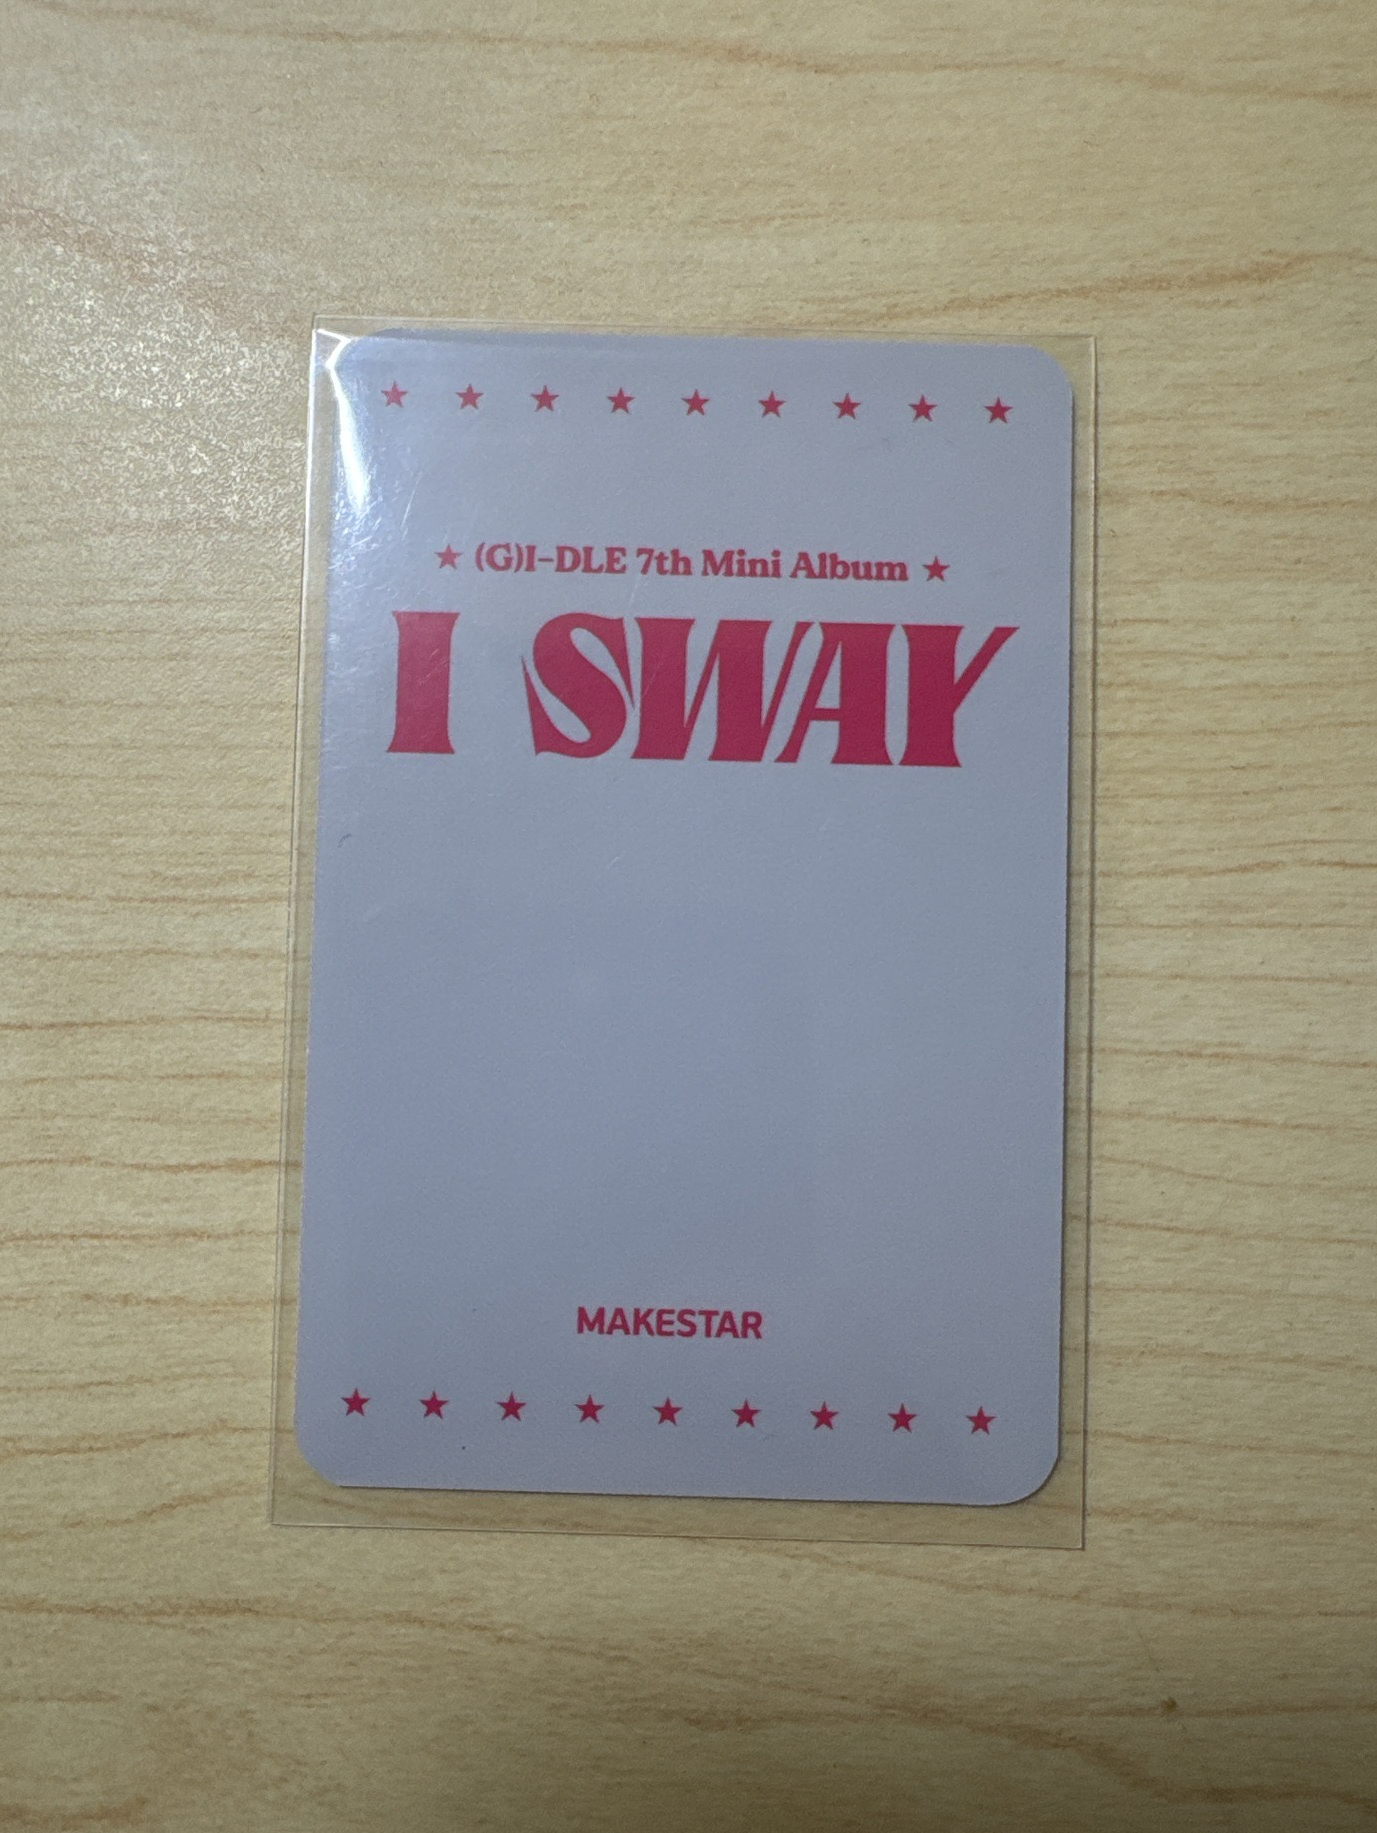 ★ ★ ★ ★ ★ ★ ★ ★ ★
★ (G)I-DLE 7th Mini Album ★
I SWAY
MAKESTAR
★ ★ ★ ★ ★ ★ ★ ★ ★